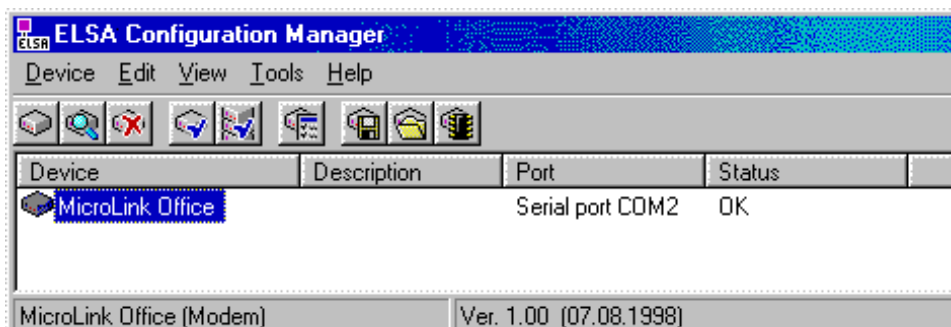 ELSA ELSA Configuration Manager
Device Edit View Tools Help
Device Description Port Status
MicroLink Office Serial port COM2 OK
MicroLink Office (Modem) Ver. 1.00 (07.08.1998)